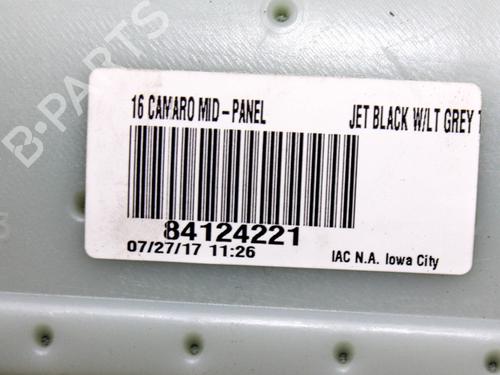 16 CAMARO MID-PANEL JET BLACK W/LT GREY
84124221
07/27/17 11:26 IAC N.A. Iowa City
B-PARTS